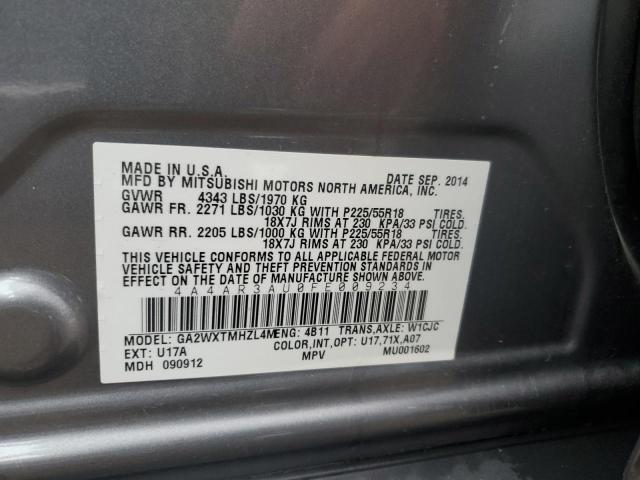 MADE IN U.S.A. DATE SEP. 2014
MFD BY MITSUBISHI MOTORS NORTH AMERICA, INC.
GVWR 4343 LBS/1970 KG
GAWR FR. 2271 LBS/1030 KG WITH P225/55R18 TIRES.
18X7J RIMS AT 230 KPA/33 PSI COLD.
GAWR RR. 2205 LBS/1000 KG WITH P225/55R18 TIRES.
18X7J RIMS AT 230 KPA/33 PSI COLD.
THIS VEHICLE CONFORMS TO ALL APPLICABLE FEDERAL MOTOR
VEHICLE SAFETY AND THEFT PREVENTION STANDARDS IN
EFFECT ON THE DATE OF MANUFACTURE SHOWN ABOVE.
4A4AR3AU0FE009234
MODEL: GA2WXTMHZL4M ENG: 4B11 TRANS,AXLE: W1CJC
EXT: U17A COLOR,INT,OPT: U17,71X,A07
MDH 090912 MPV MU001602